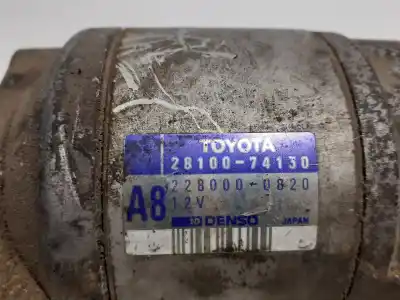 TOYOTA
28100-74130
A8
228000-0820
12V
DENSO
JAPAN